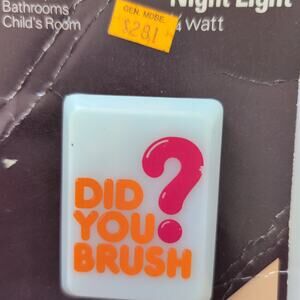 Bathrooms
Child's Room
Night Light
4 watt
GEN. MDSE.
$2.81
DID
YOU
BRUSH
?